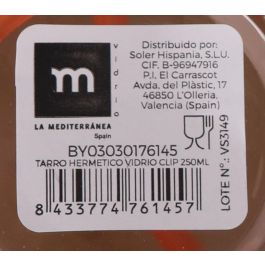 vidrio
m
LA MEDITERRÁNEA
Spain
Distribuido por:
Soler Hispania, S.L.U.
CIF. B-96947916
P.I. El Carrascot
Avda. del Plàstic, 17
46850 L'Olleria.
Valencia (Spain)
BY03030176145
TARRO HERMETICO VIDRIO CLIP 250ML
8 433774 761457
LOTE Nº.: VS3149